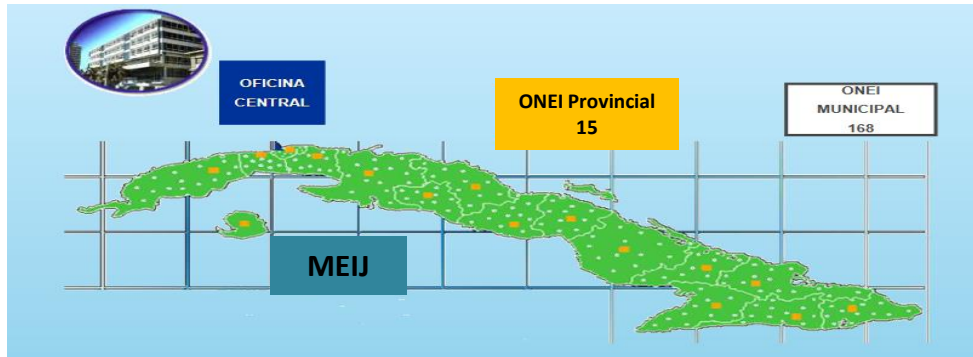 OFICINA
CENTRAL
ONEI Provincial
15
ONEI
MUNICIPAL
168
MEIJ